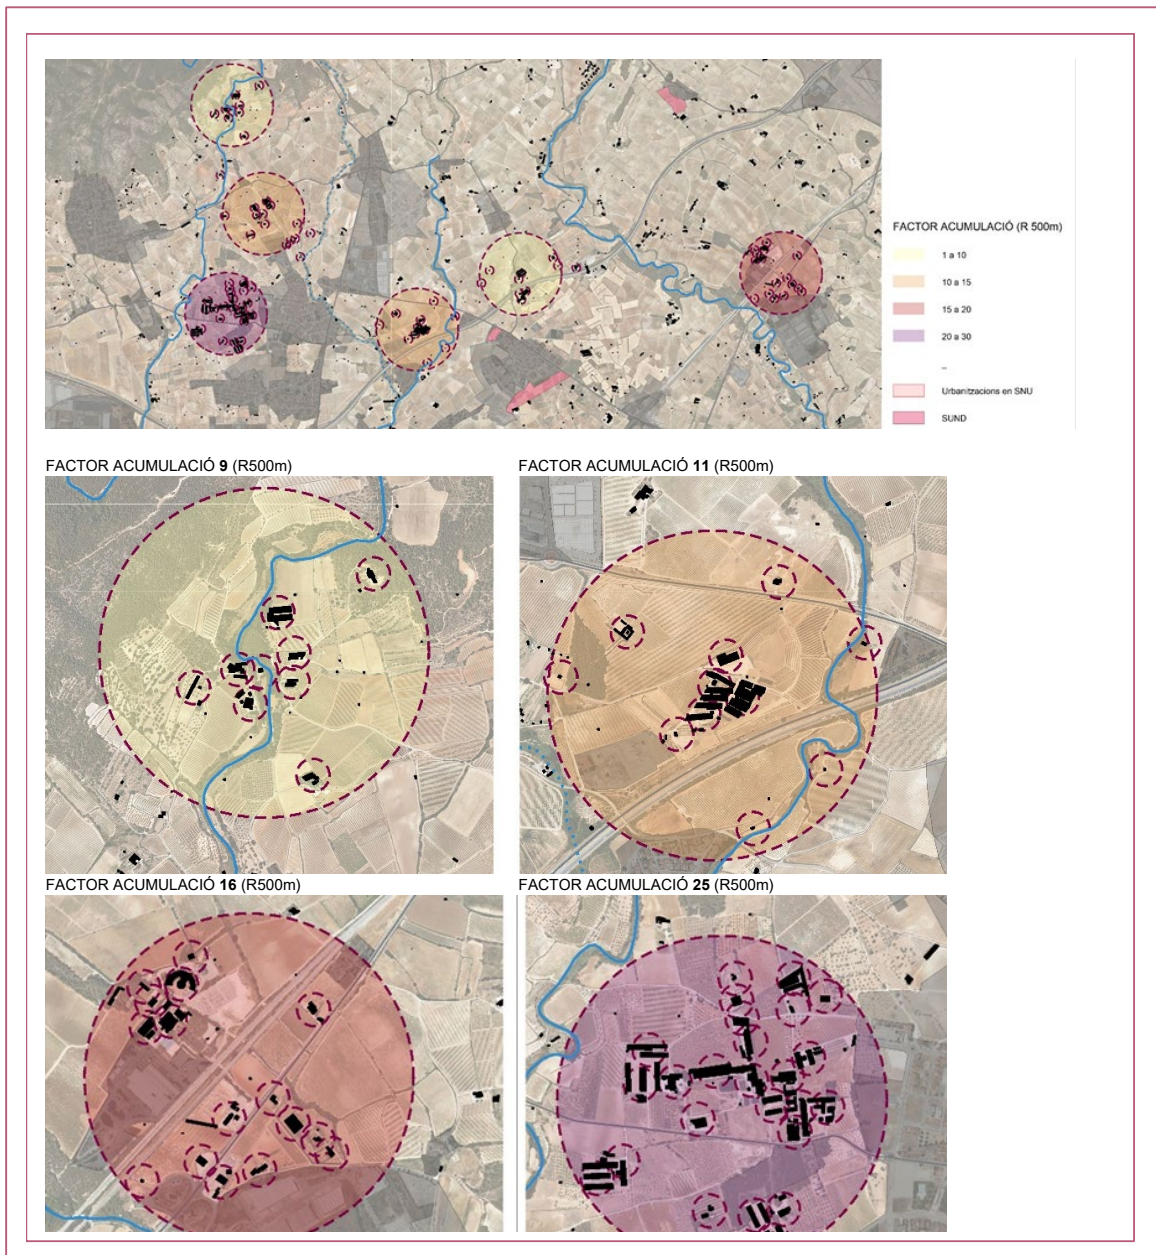 FACTOR ACUMULACIÓ (R 500m)
1 a 10
10 a 15
15 a 20
20 a 30
...
Urbanitzacions en SNU
SUND
FACTOR ACUMULACIÓ 9 (R500m)
FACTOR ACUMULACIÓ 11 (R500m)
FACTOR ACUMULACIÓ 16 (R500m)
FACTOR ACUMULACIÓ 25 (R500m)